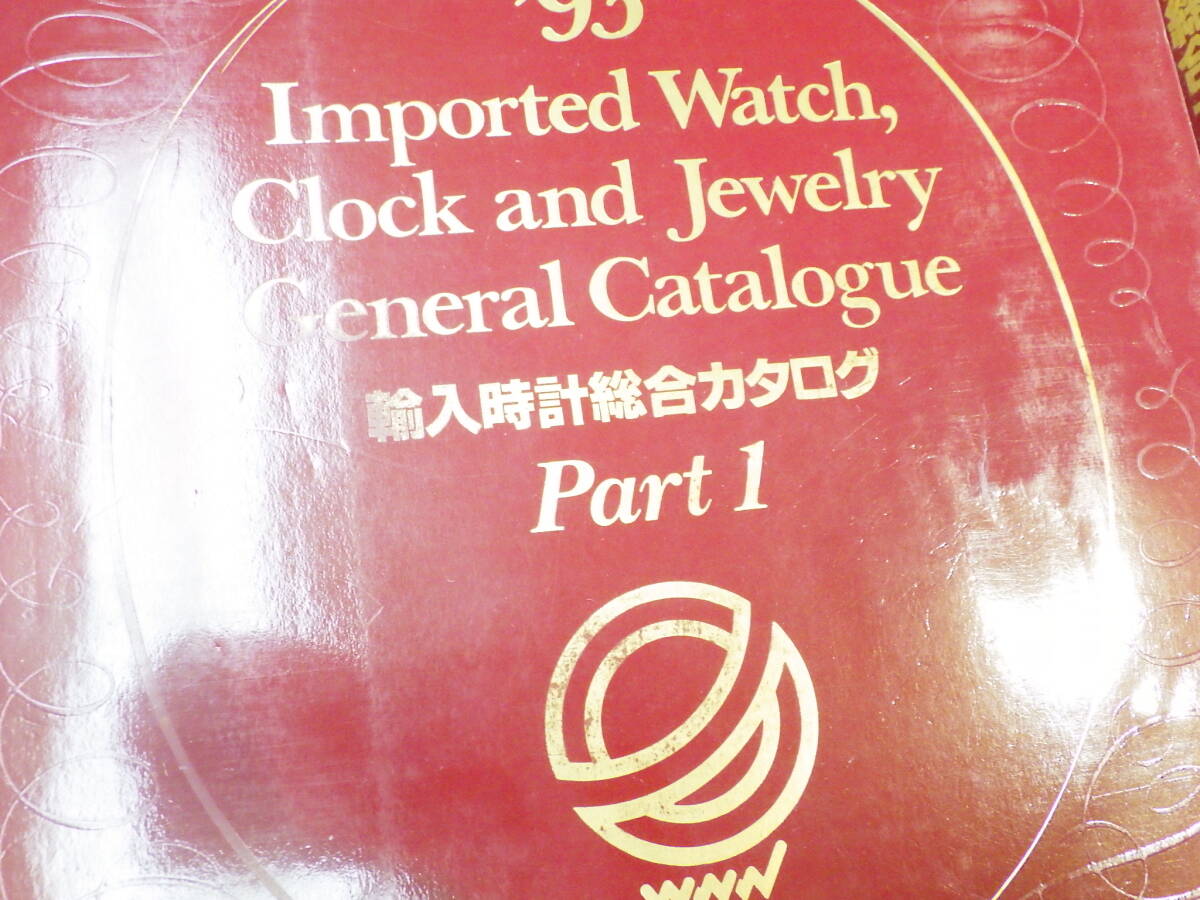 Imported Watch,
Clock and Jewelry
General Catalogue
輸入時計総合カタログ
Part 1